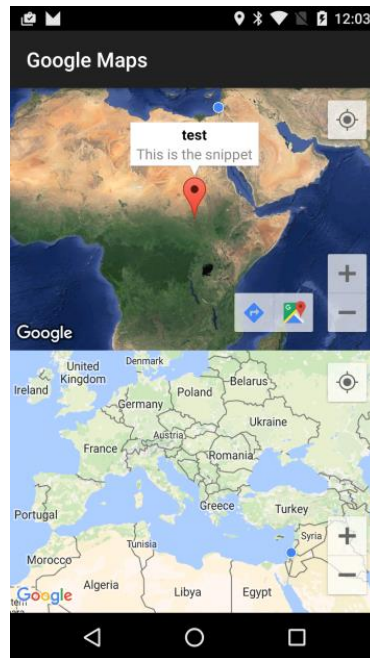 12:03
Google Maps
test
This is the snippet
Google
Denmark
United
Kingdom
Ireland
Belarus
Poland
Germany
Ukraine
Austria
France
Romania
Portugal
Greece
Turkey
Syria
Tunisia
Morocco
Algeria
Libya
Egypt
Google